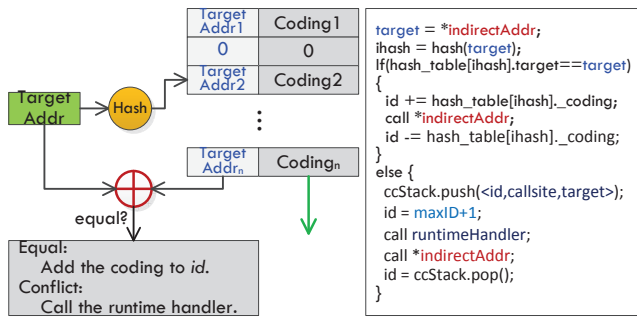 Target Addr1 Coding1
0 0
Target Addr2 Coding2
Target Addr
Hash
...
Target Addrn Codingn
equal?
Equal:
Add the coding to id.
Conflict:
Call the runtime handler.
target = *indirectAddr;
ihash = hash(target);
If(hash_table[ihash].target==target)
{
id += hash_table[ihash]._coding;
call *indirectAddr;
id -= hash_table[ihash]._coding;
}
else {
ccStack.push(<id,callsite,target>);
id = maxID+1;
call runtimeHandler;
call *indirectAddr;
id = ccStack.pop();
}